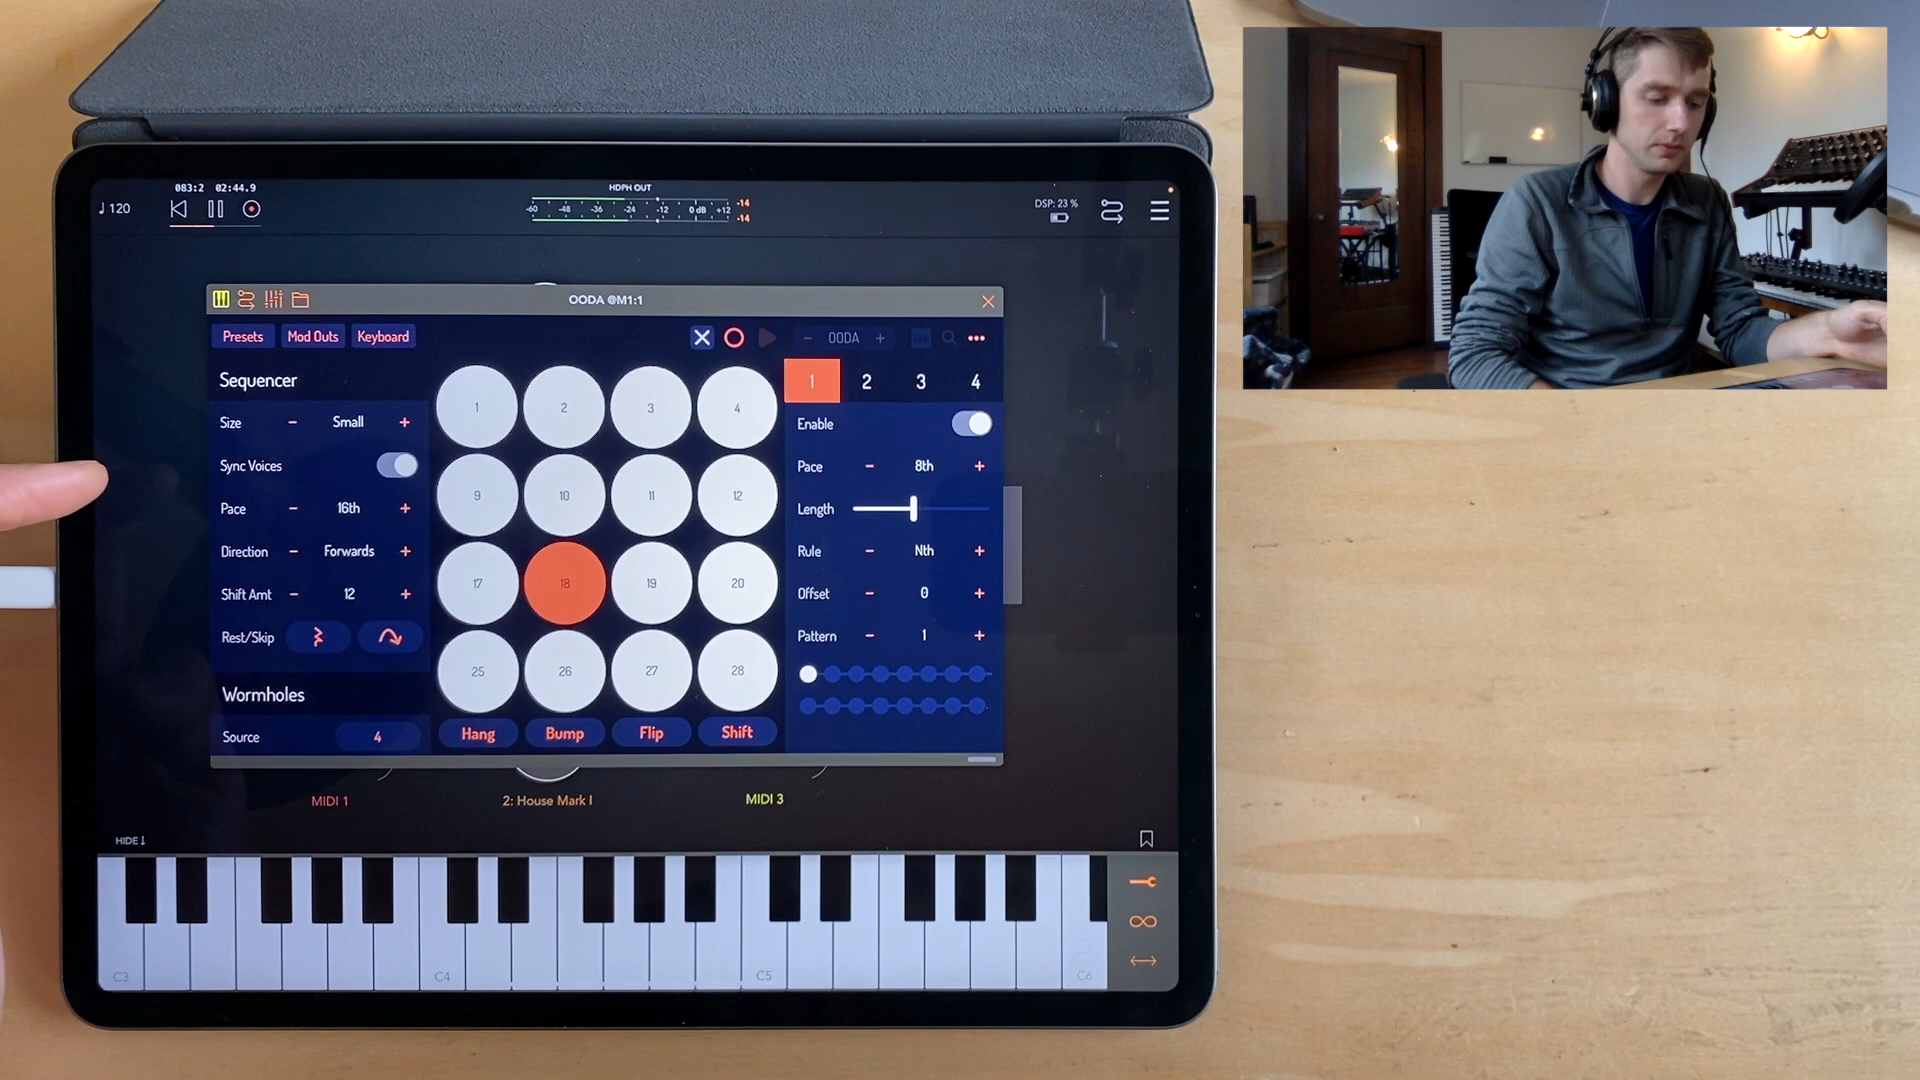 083:2 02:44.9
HDPH OUT
♩ 120
-60 -48 -36 -24 -12 0 dB +12
-14
-14
DSP: 23 %
OODA @M1:1
Presets Mod Outs Keyboard
- OODA +
Sequencer
Size - Small +
Sync Voices
Pace - 16th +
Direction - Forwards +
Shift Amt - 12 +
Rest/Skip
Wormholes
Source 4
1 2 3 4
9 10 11 12
17 18 19 20
25 26 27 28
Hang Bump Flip Shift
1 2 3 4
Enable
Pace - 8th +
Length
Rule - Nth +
Offset - 0 +
Pattern - 1 +
MIDI 1
2: House Mark I
MIDI 3
HIDE↓
C3 C4 C5 C6